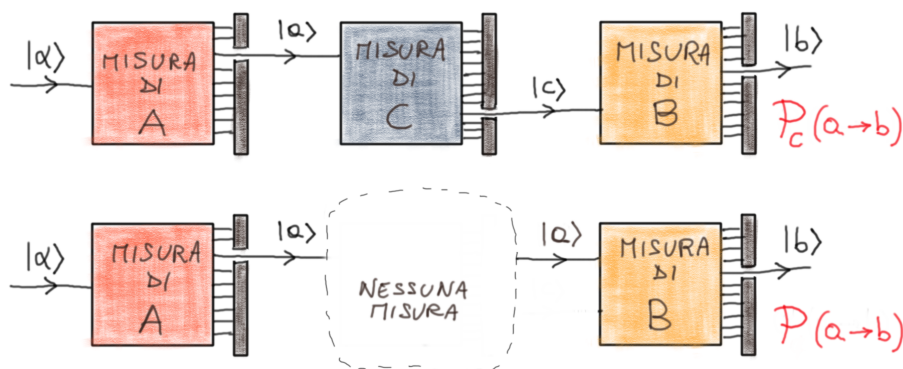 |α⟩
MISURA
DI
A
|a⟩
MISURA
DI
C
|c⟩
MISURA
DI
B
|b⟩
P_c(a→b)
|α⟩
MISURA
DI
A
|a⟩
NESSUNA
MISURA
|a⟩
MISURA
DI
B
|b⟩
P(a→b)